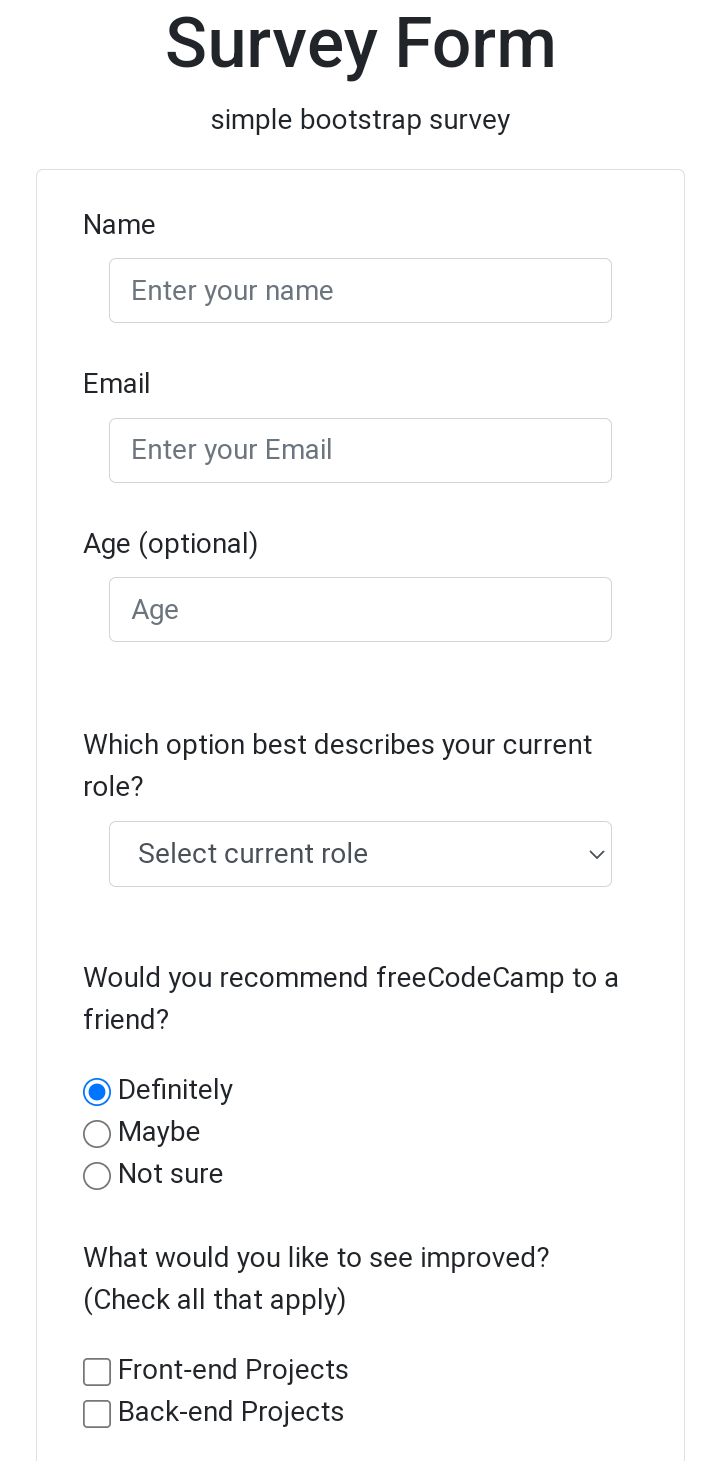 Survey Form
simple bootstrap survey
Name
Enter your name
Email
Enter your Email
Age (optional)
Age
Which option best describes your current
role?
Select current role
Would you recommend freeCodeCamp to a
friend?
Definitely
Maybe
Not sure
What would you like to see improved?
(Check all that apply)
Front-end Projects
Back-end Projects